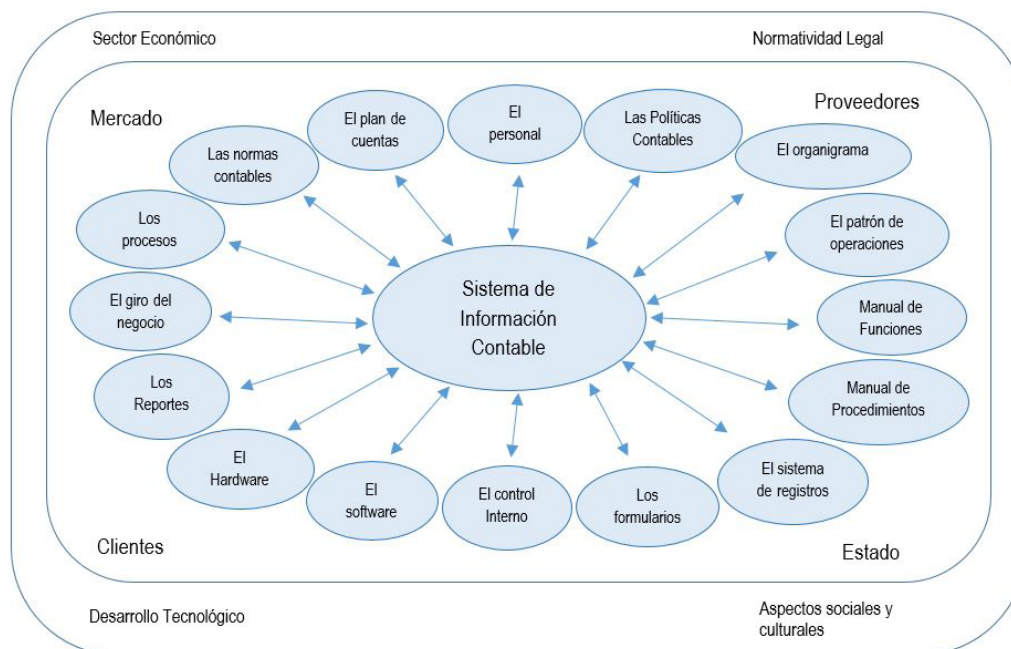 Sector Económico
Normatividad Legal
Mercado
Proveedores
El plan de
cuentas
El
personal
Las Políticas
Contables
El organigrama
Las normas
contables
Los
procesos
El patrón de
operaciones
El giro del
negocio
Sistema de
Información
Contable
Manual de
Funciones
Los
Reportes
Manual de
Procedimientos
El
Hardware
El sistema
de registros
El
software
El control
Interno
Los
formularios
Clientes
Estado
Desarrollo Tecnológico
Aspectos sociales y
culturales